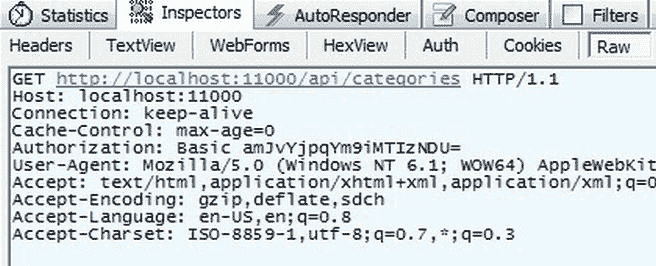 Statistics Inspectors AutoResponder Composer Filters
Headers TextView WebForms HexView Auth Cookies Raw
GET http://localhost:11000/api/categories HTTP/1.1
Host: localhost:11000
Connection: keep-alive
Cache-Control: max-age=0
Authorization: Basic amJvYjpqYm9iMTIzNDU=
User-Agent: Mozilla/5.0 (Windows NT 6.1; WOW64) AppleWebKit
Accept: text/html,application/xhtml+xml,application/xml;q=0
Accept-Encoding: gzip,deflate,sdch
Accept-Language: en-US,en;q=0.8
Accept-Charset: ISO-8859-1,utf-8;q=0.7,*;q=0.3